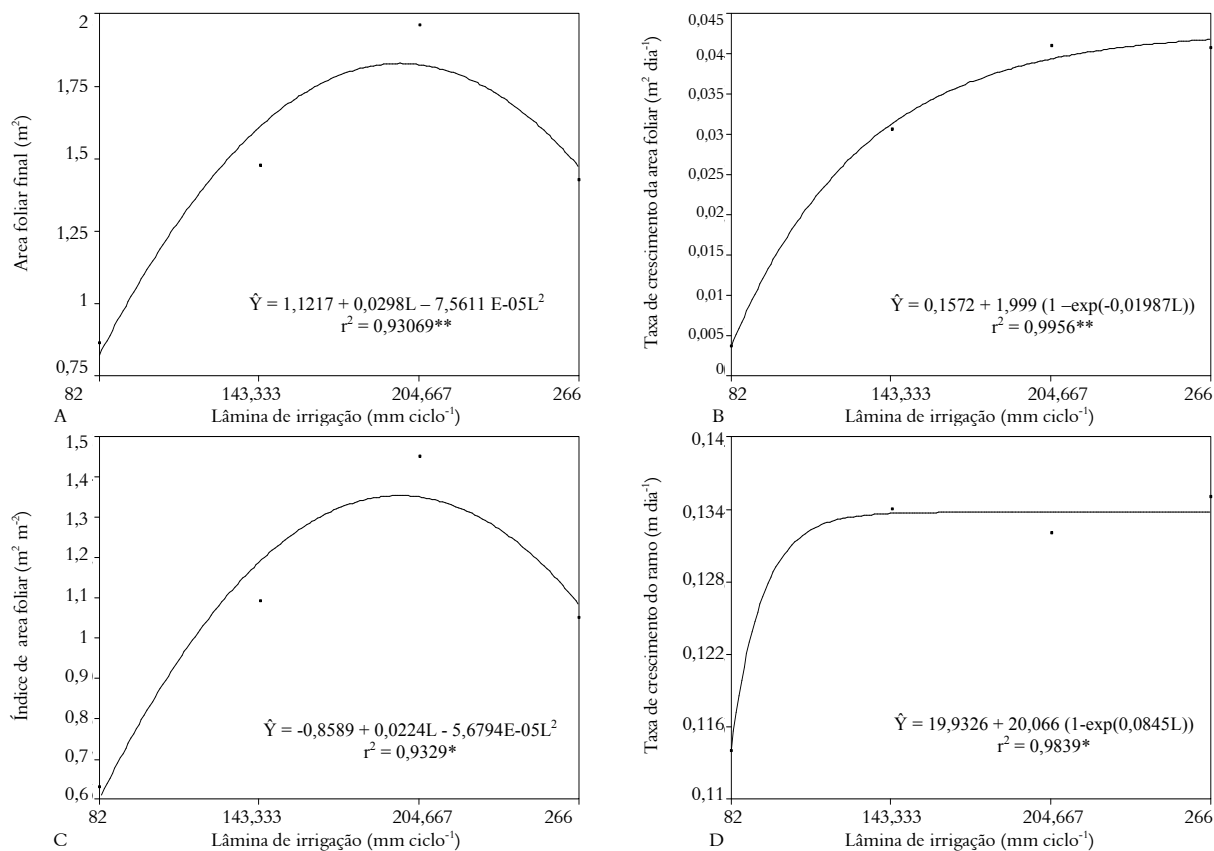 Area foliar final (m²)
2
1,75
1,5
1,25
1
0,75
Ŷ = 1,1217 + 0,0298L – 7,5611 E-05L²
r² = 0,93069**
82
143,333
204,667
266
A
Lâmina de irrigação (mm ciclo⁻¹)
Taxa de crescimento da area foliar (m² dia⁻¹)
0,045
0,04
0,035
0,03
0,025
0,02
0,015
0,01
0,005
0
Ŷ = 0,1572 + 1,999 (1 –exp(-0,01987L))
r² = 0,9956**
82
143,333
204,667
266
B
Lâmina de irrigação (mm ciclo⁻¹)
Índice de area foliar (m² m⁻²)
1,5
1,4
1,3
1,2
1,1
1
0,9
0,8
0,7
0,6
Ŷ = -0,8589 + 0,0224L - 5,6794E-05L²
r² = 0,9329*
82
143,333
204,667
266
C
Lâmina de irrigação (mm ciclo⁻¹)
Taxa de crescimento do ramo (m dia⁻¹)
0,14
0,134
0,128
0,122
0,116
0,11
Ŷ = 19,9326 + 20,066 (1-exp(0,0845L))
r² = 0,9839*
82
143,333
204,667
266
D
Lâmina de irrigação (mm ciclo⁻¹)